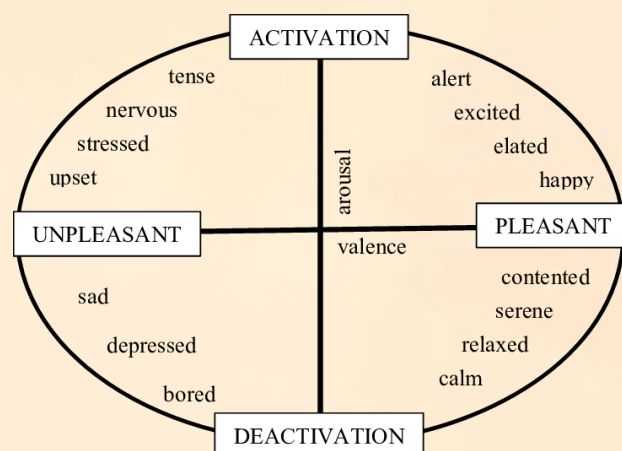 ACTIVATION
tense
alert
nervous
excited
stressed
elated
upset
happy
arousal
UNPLEASANT
PLEASANT
valence
sad
contented
serene
depressed
relaxed
bored
calm
DEACTIVATION